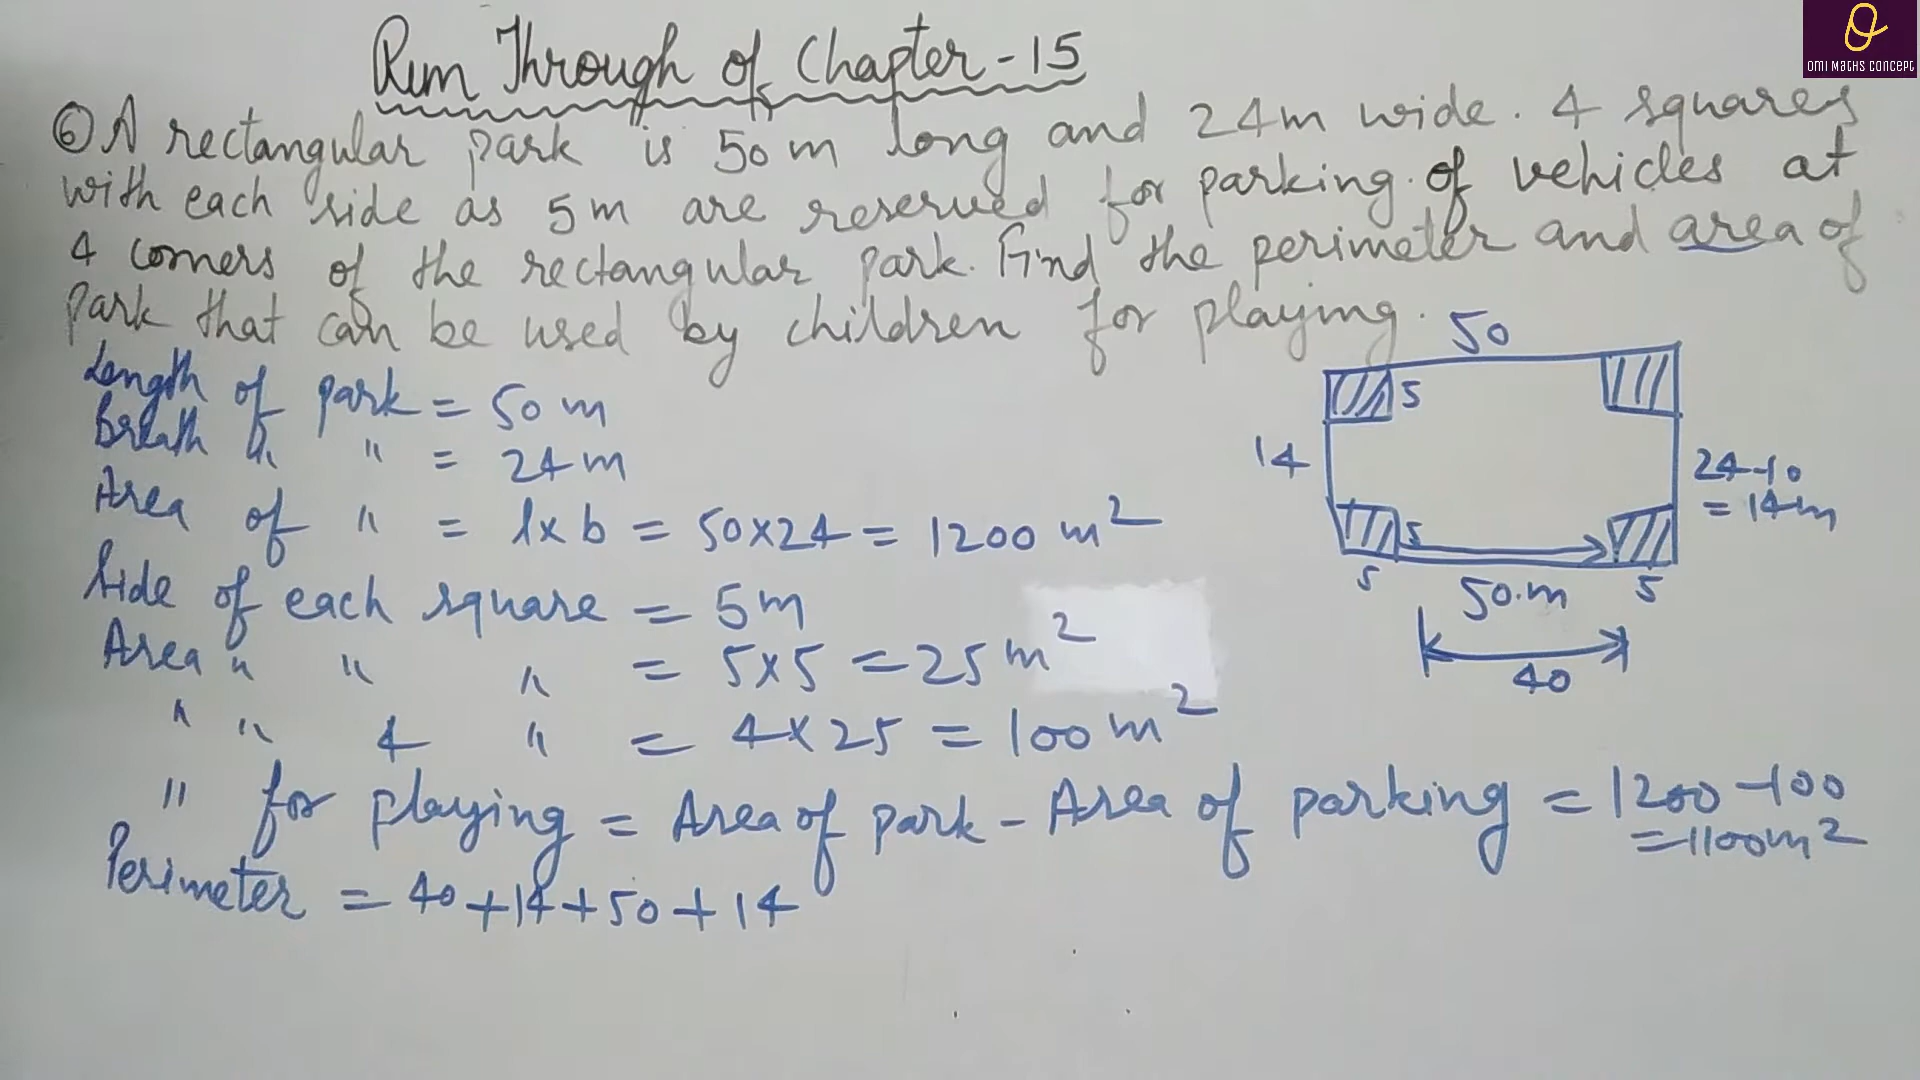 Run Through of Chapter-15
OMI MATHS CONCEPT
⑥ A rectangular park is 50 m long and 24 m wide. 4 squares
with each side as 5 m are reserved for parking of vehicles at
4 corners of the rectangular park. Find the perimeter and area of
park that can be used by children for playing.
Length of park = 50 m
Breath " " = 24 m
Area of " = l×b = 50×24 = 1200 m²
Side of each square = 5 m
Area " " " = 5×5 = 25 m²
" " 4 " = 4×25 = 100 m²
" for playing = Area of park - Area of parking = 1200-100
= 1100 m²
Perimeter = 40+14+50+14
50
5
14
24-10
= 14m
5
5
50.m
5
40